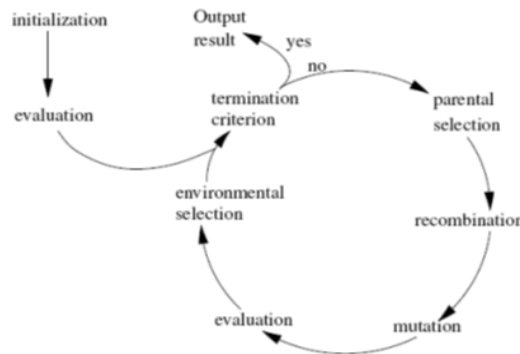 initialization
Output
result
yes
no
evaluation
termination
criterion
parental
selection
environmental
selection
recombination
evaluation
mutation